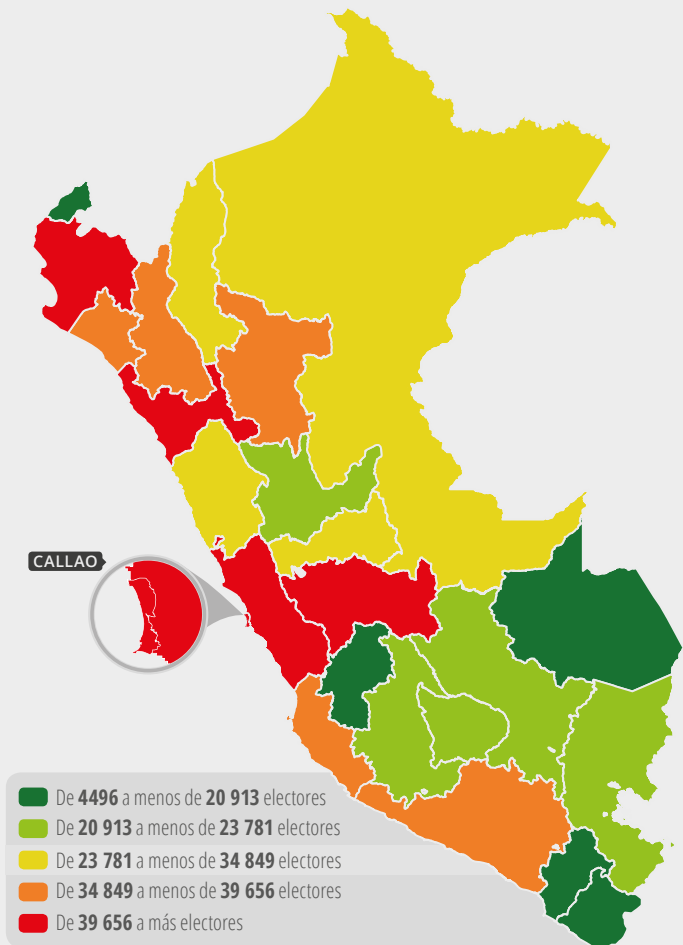 CALLAO
De 4496 a menos de 20 913 electores
De 20 913 a menos de 23 781 electores
De 23 781 a menos de 34 849 electores
De 34 849 a menos de 39 656 electores
De 39 656 a más electores